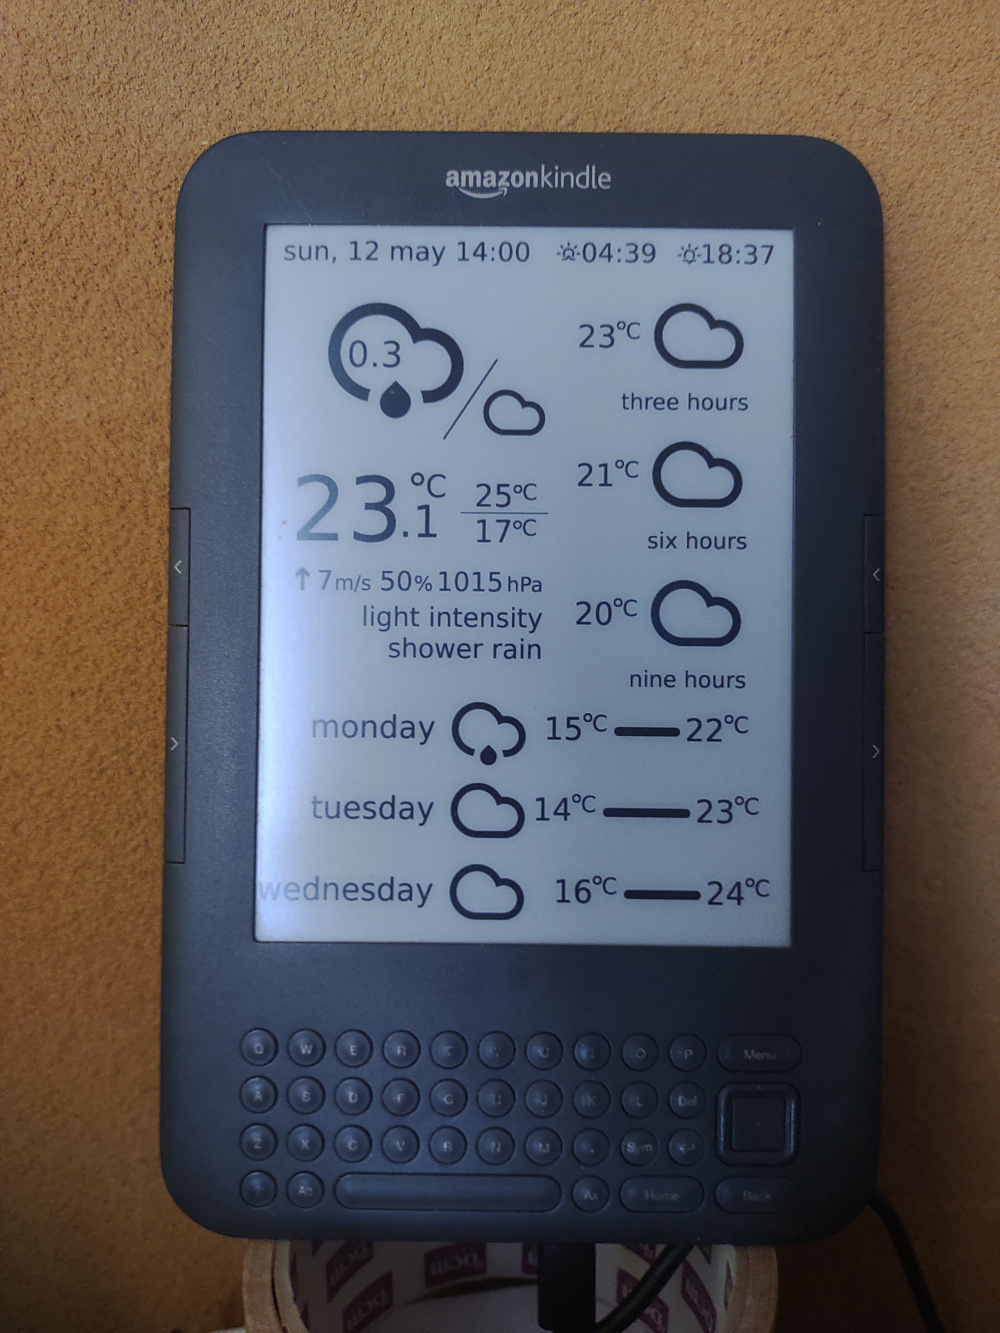 amazonkindle
sun, 12 may 14:00 04:39 18:37
0.3
23.1 °C
25°C
17°C
↑ 7 m/s 50% 1015 hPa
light intensity
shower rain
23°C
three hours
21°C
six hours
20°C
nine hours
monday 15°C 22°C
tuesday 14°C 23°C
wednesday 16°C 24°C
Q W E R O P Menu
A S D F G J K L Del
Z X C V B N M . Sym
Alt Aa Home Back